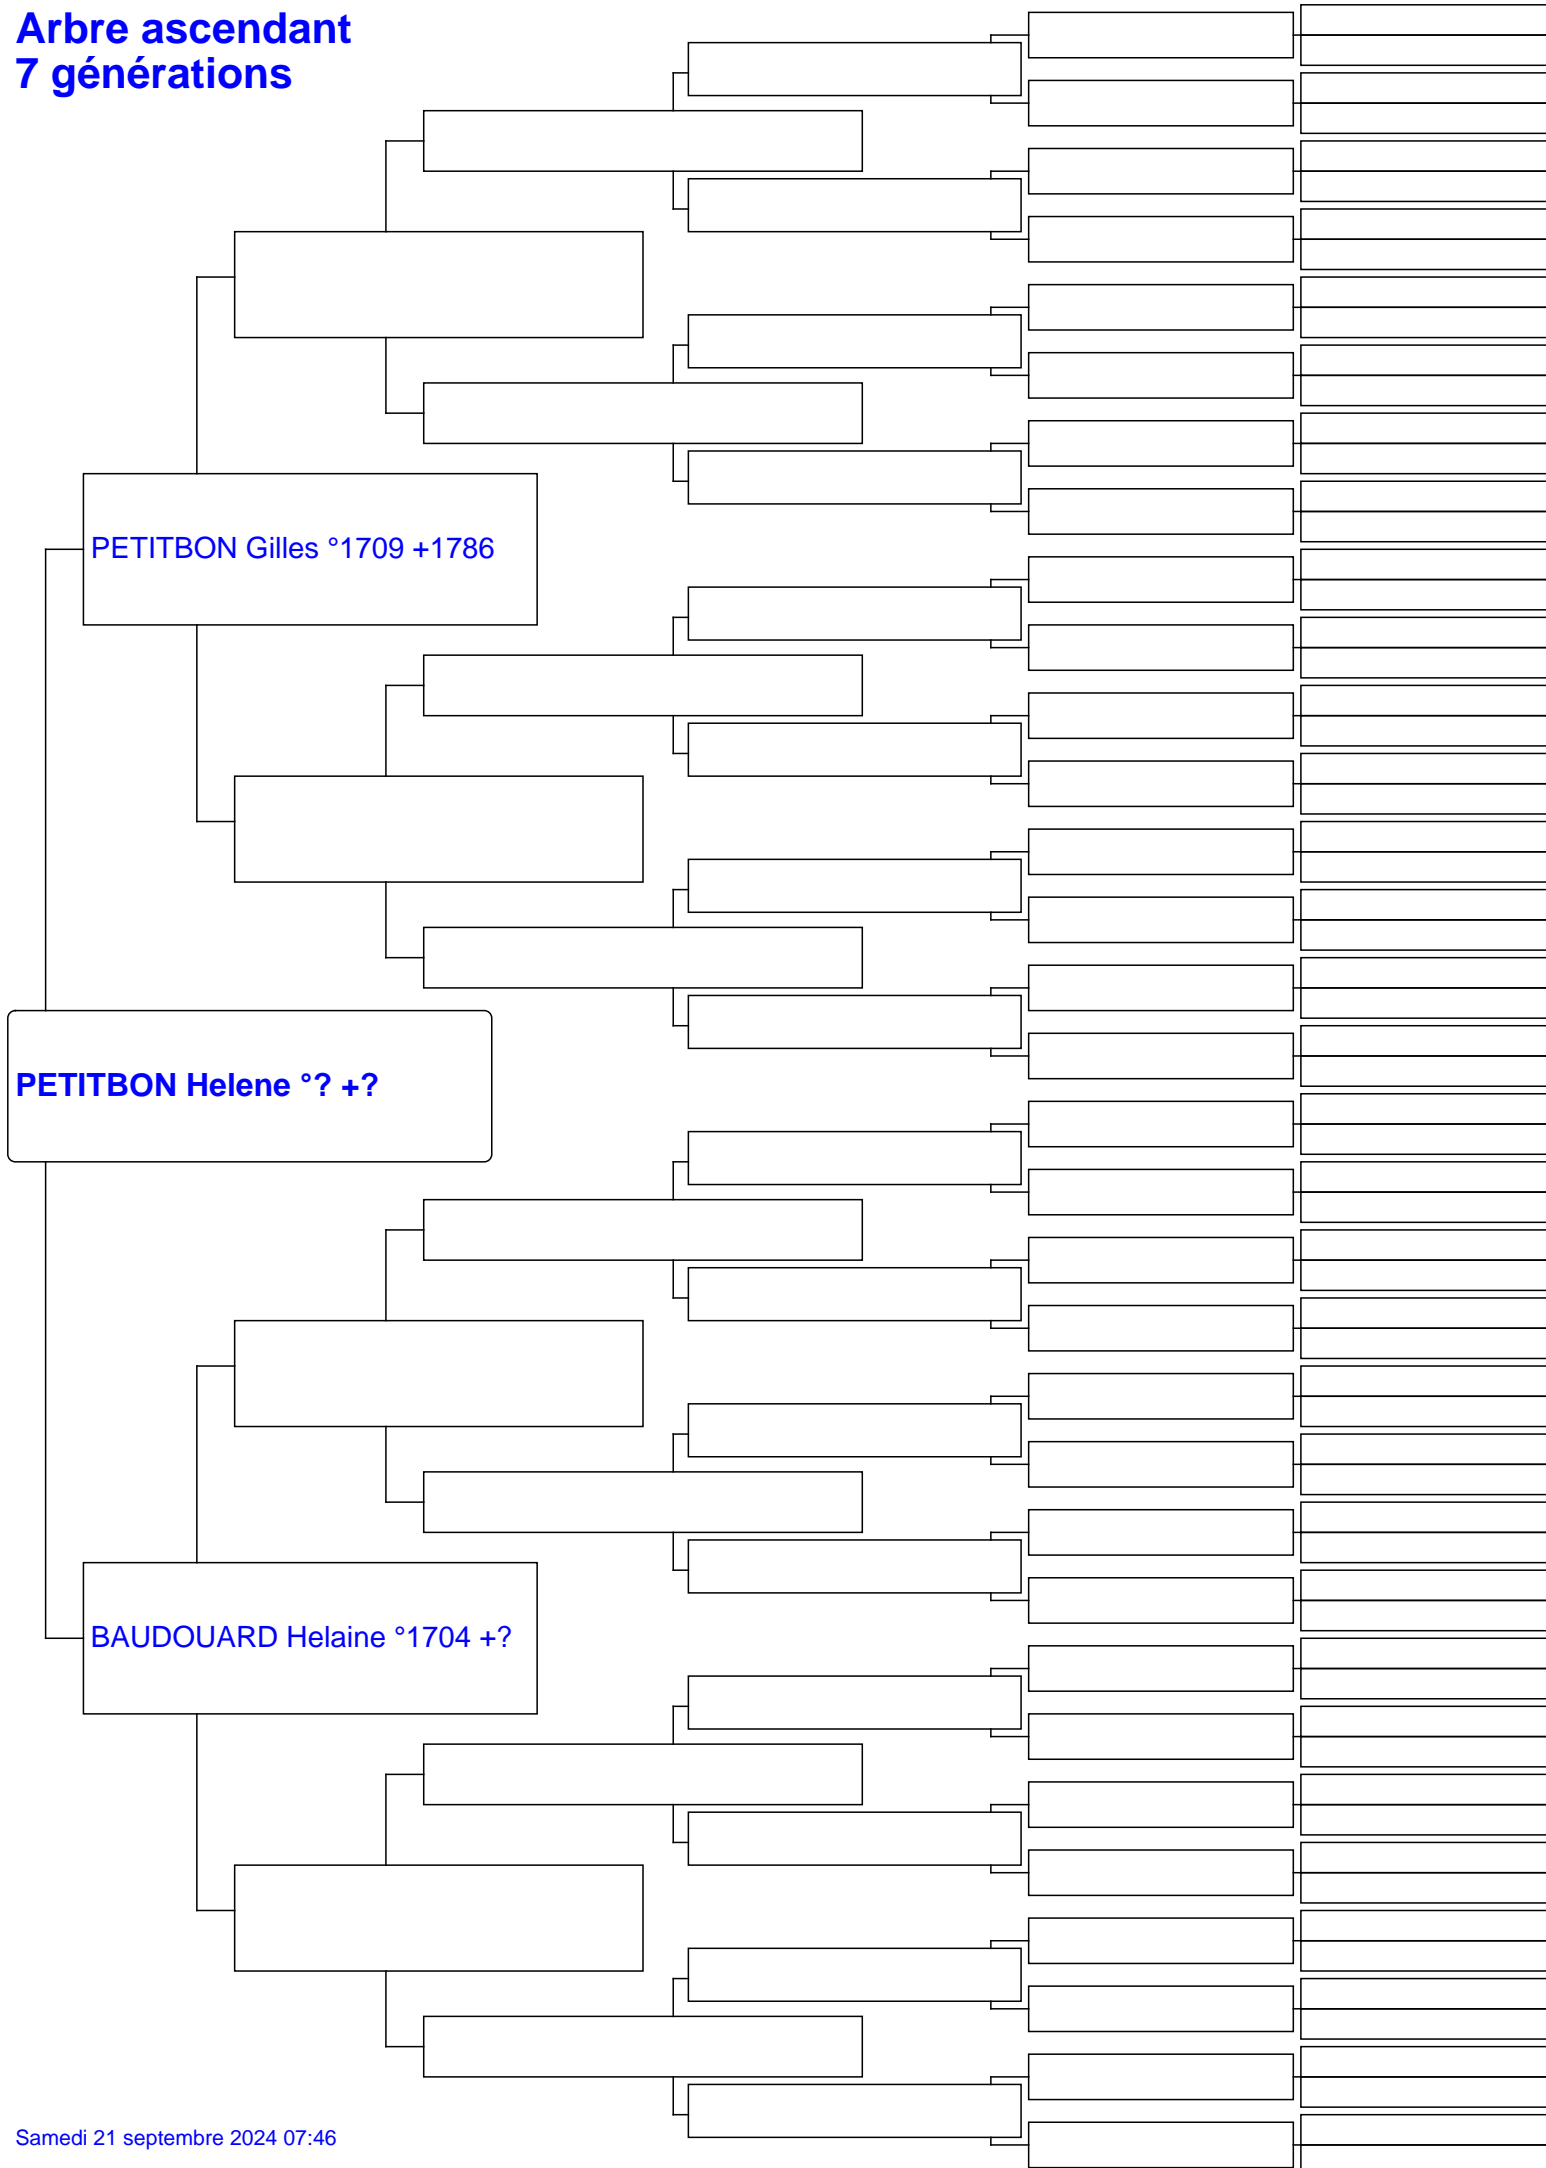 Arbre ascendant
7 générations
PETITBON Gilles °1709 +1786
PETITBON Helene °? +?
BAUDOUARD Helaine °1704 +?
Samedi 21 septembre 2024 07:46